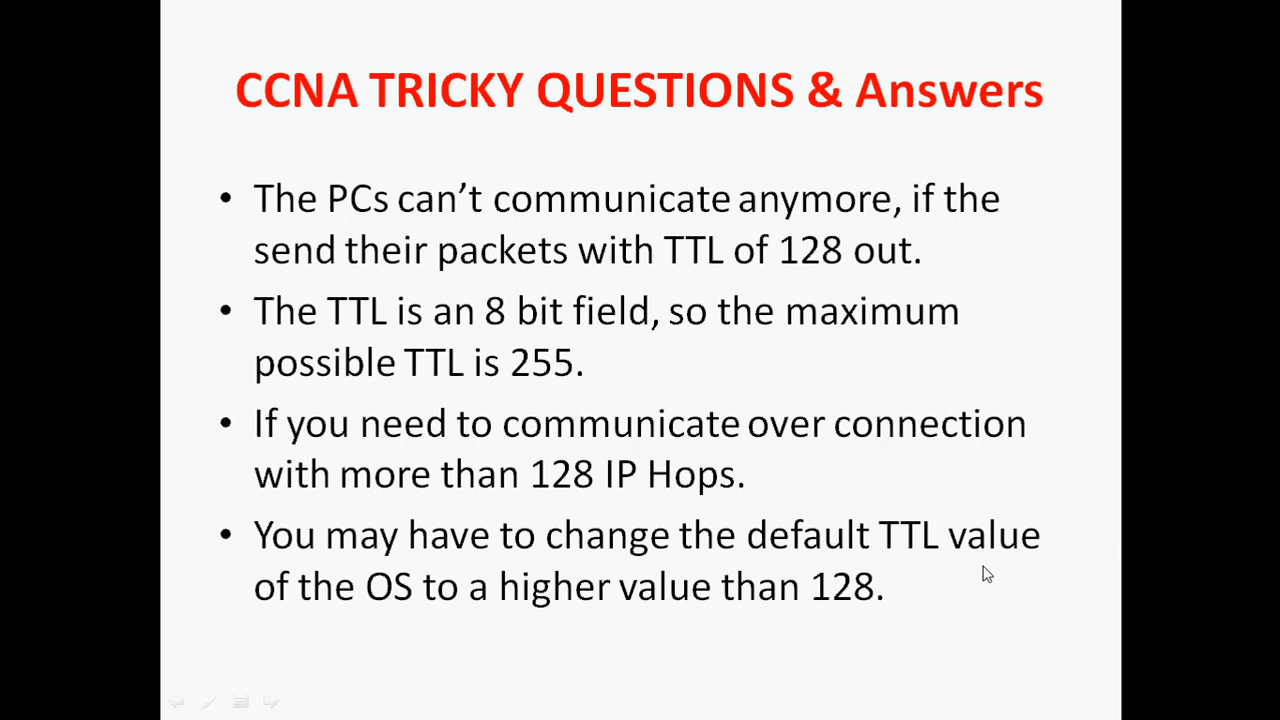 CCNA TRICKY QUESTIONS & Answers
• The PCs can’t communicate anymore, if the
send their packets with TTL of 128 out.
• The TTL is an 8 bit field, so the maximum
possible TTL is 255.
• If you need to communicate over connection
with more than 128 IP Hops.
• You may have to change the default TTL value
of the OS to a higher value than 128.